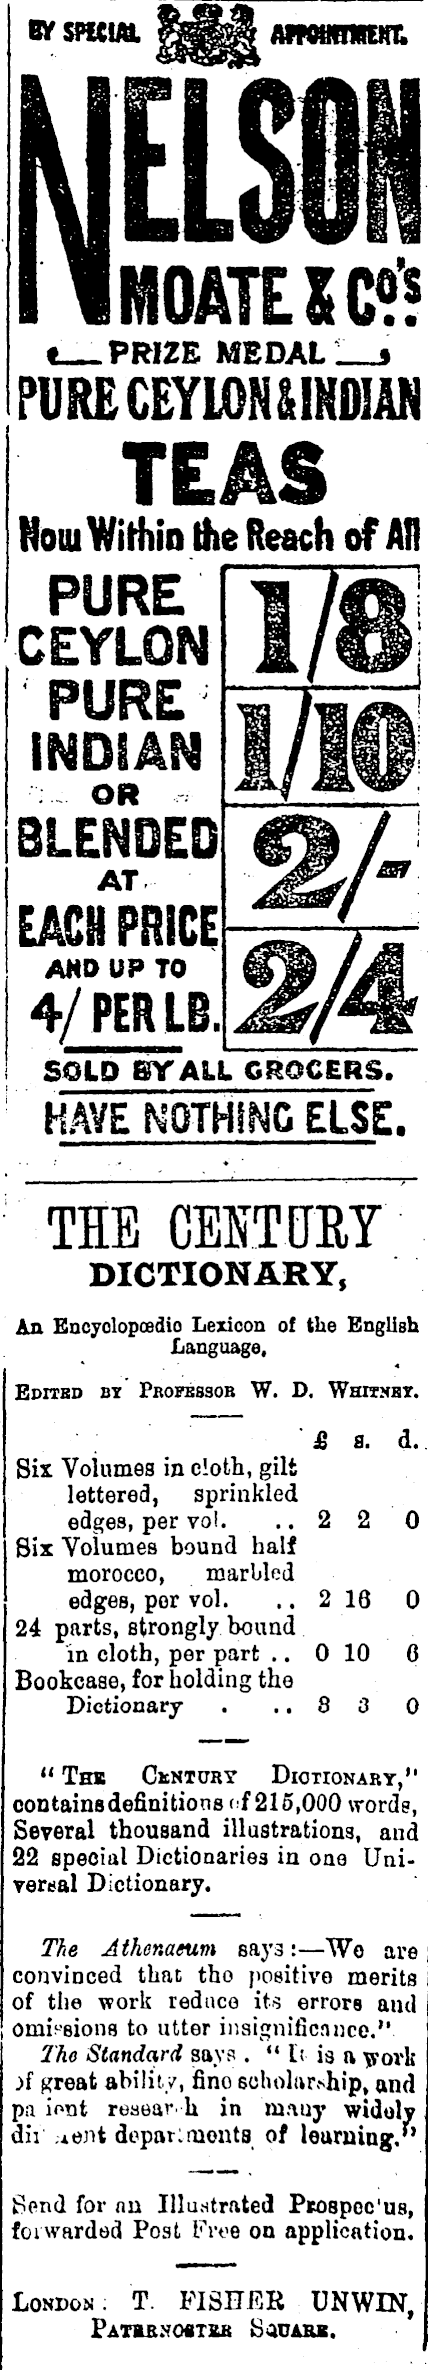 BY SPECIAL APPOINTMENT.
NELSON
MOATE & Co's
PRIZE MEDAL
PURE CEYLON & INDIAN
TEAS
Now Within the Reach of All
PURE
CEYLON
PURE
INDIAN
OR
BLENDED
AT
EACH PRICE
AND UP TO
4/ PER LB.
1/8
1/10
2/-
2/4
SOLD BY ALL GROCERS.
HAVE NOTHING ELSE.
THE CENTURY
DICTIONARY,
An Encyclopœdic Lexicon of the English
Language,
EDITED BY PROFESSOR W. D. WHITNEY.
£ s. d.
Six Volumes in cloth, gilt
lettered, sprinkled
edges, per vol. .. 2 2 0
Six Volumes bound half
morocco, marbled
edges, per vol. .. 2 16 0
24 parts, strongly bound
in cloth, per part .. 0 10 6
Bookcase, for holding the
Dictionary . .. 3 3 0
"THE CENTURY DICTIONARY,"
contains definitions of 215,000 words,
Several thousand illustrations, and
22 special Dictionaries in one Uni-
versal Dictionary.
The Athenaeum says:—We are
convinced that the positive merits
of the work reduce its errors and
omissions to utter insignificance."
The Standard says . "It is a work
of great ability, fine scholarship, and
patient research in many widely
different departments of learning."
Send for an Illustrated Prospectus,
forwarded Post Free on application.
LONDON: T. FISHER UNWIN,
PATERNOSTER SQUARE.